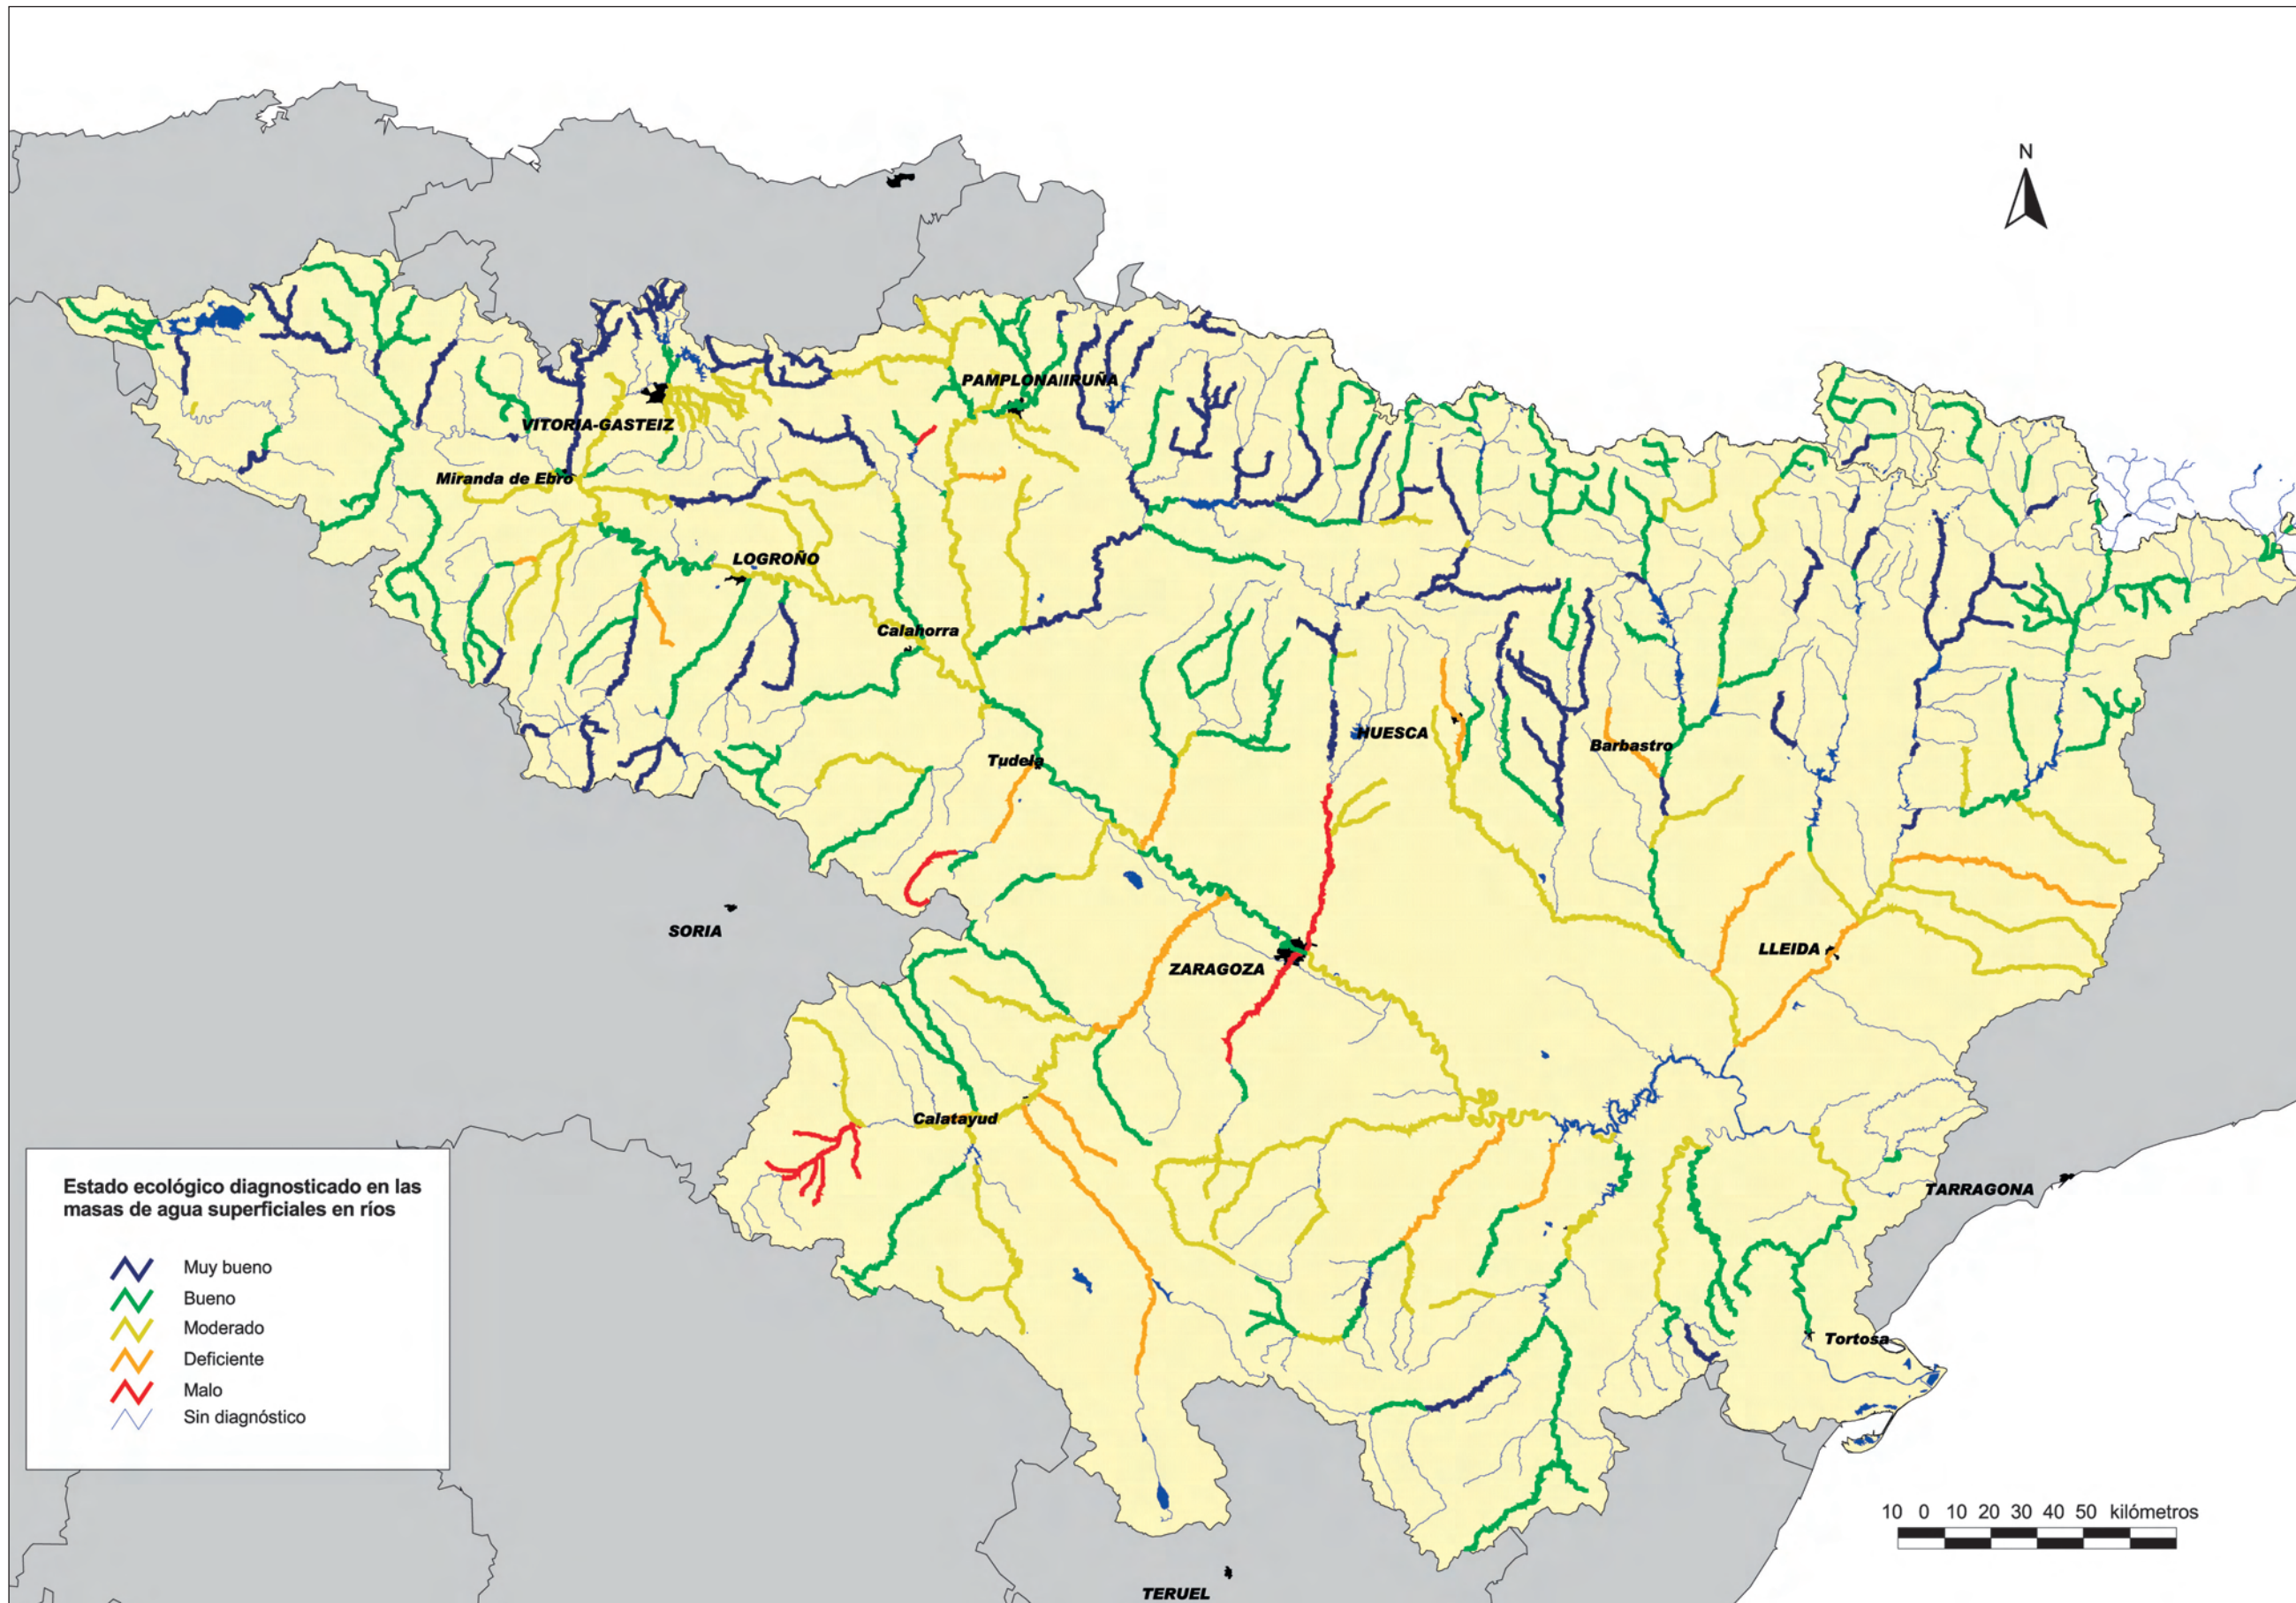 N
PAMPLONA/IRUÑA
VITORIA-GASTEIZ
Miranda de Ebro
LOGROÑO
Calahorra
HUESCA
Barbastro
Tudela
SORIA
LLEIDA
ZARAGOZA
Calatayud
TARRAGONA
Tortosa
TERUEL
Estado ecológico diagnosticado en las
masas de agua superficiales en ríos
Muy bueno
Bueno
Moderado
Deficiente
Malo
Sin diagnóstico
10 0 10 20 30 40 50 kilómetros